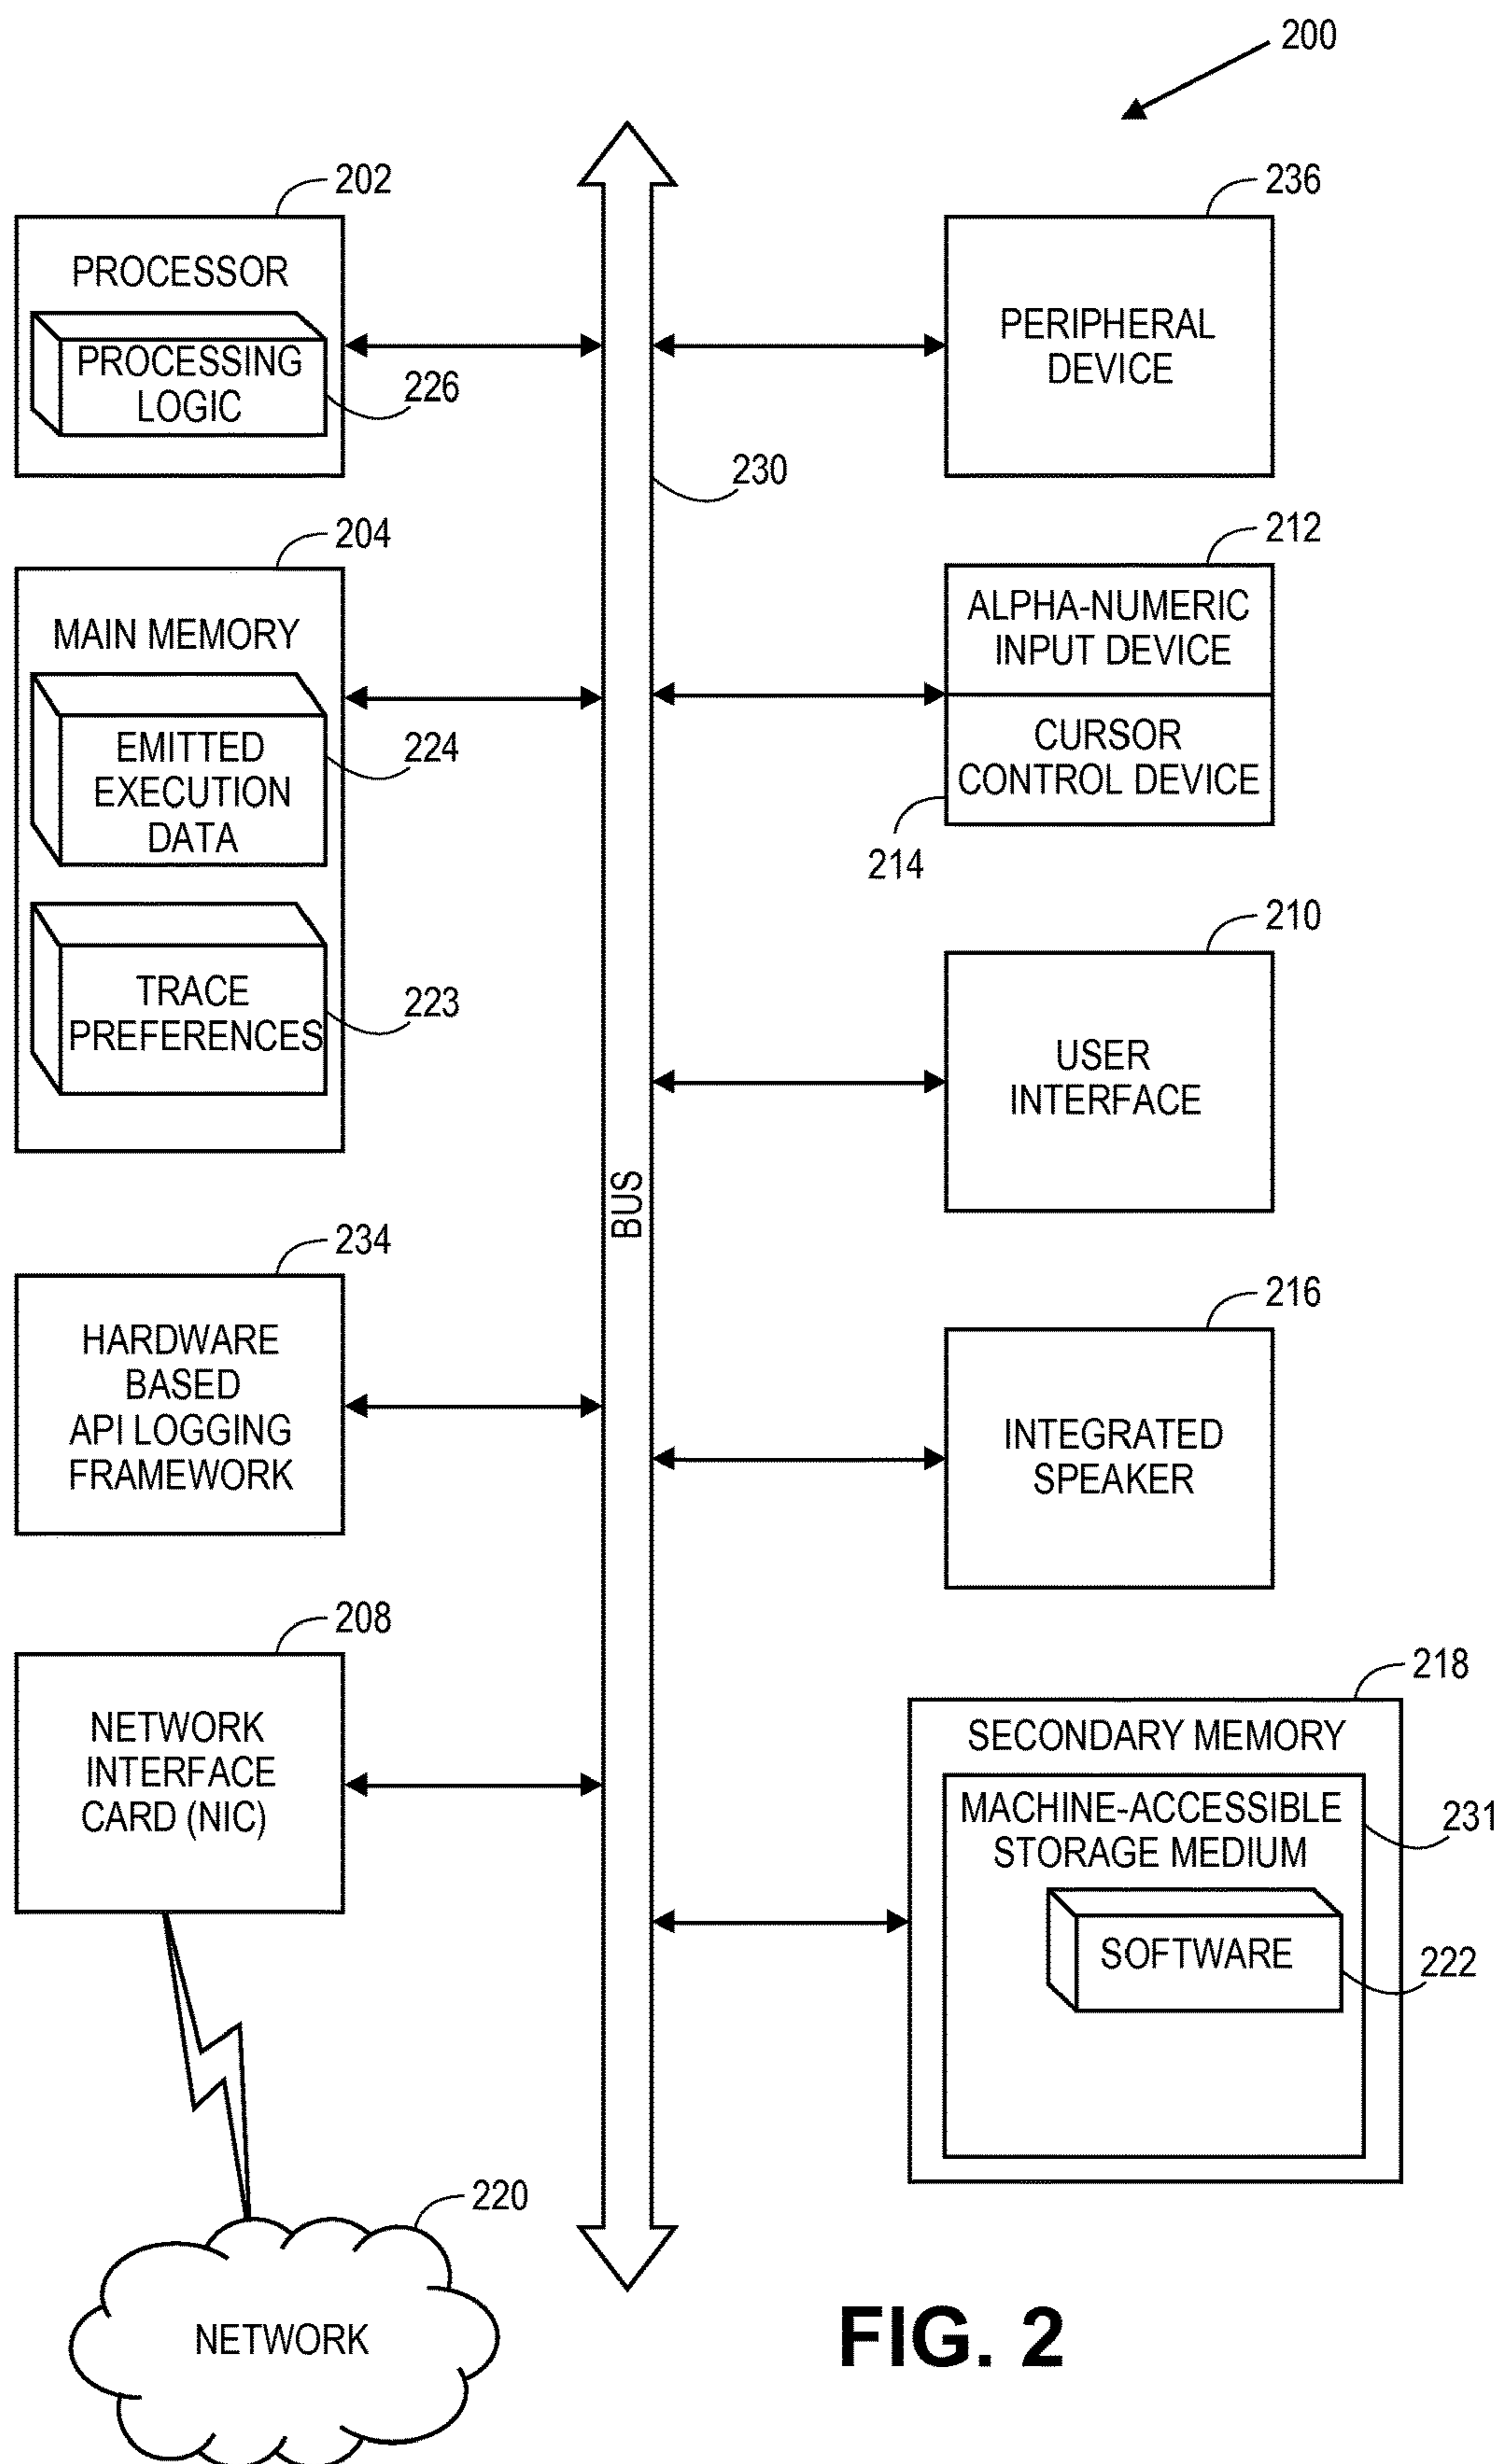 200
202
PROCESSOR
PROCESSING
LOGIC
226
204
MAIN MEMORY
EMITTED
EXECUTION
DATA
224
TRACE
PREFERENCES
223
234
HARDWARE
BASED
API LOGGING
FRAMEWORK
208
NETWORK
INTERFACE
CARD (NIC)
220
NETWORK
230
BUS
236
PERIPHERAL
DEVICE
212
ALPHA-NUMERIC
INPUT DEVICE
CURSOR
CONTROL DEVICE
214
210
USER
INTERFACE
216
INTEGRATED
SPEAKER
218
SECONDARY MEMORY
MACHINE-ACCESSIBLE
STORAGE MEDIUM
231
SOFTWARE
222
FIG. 2